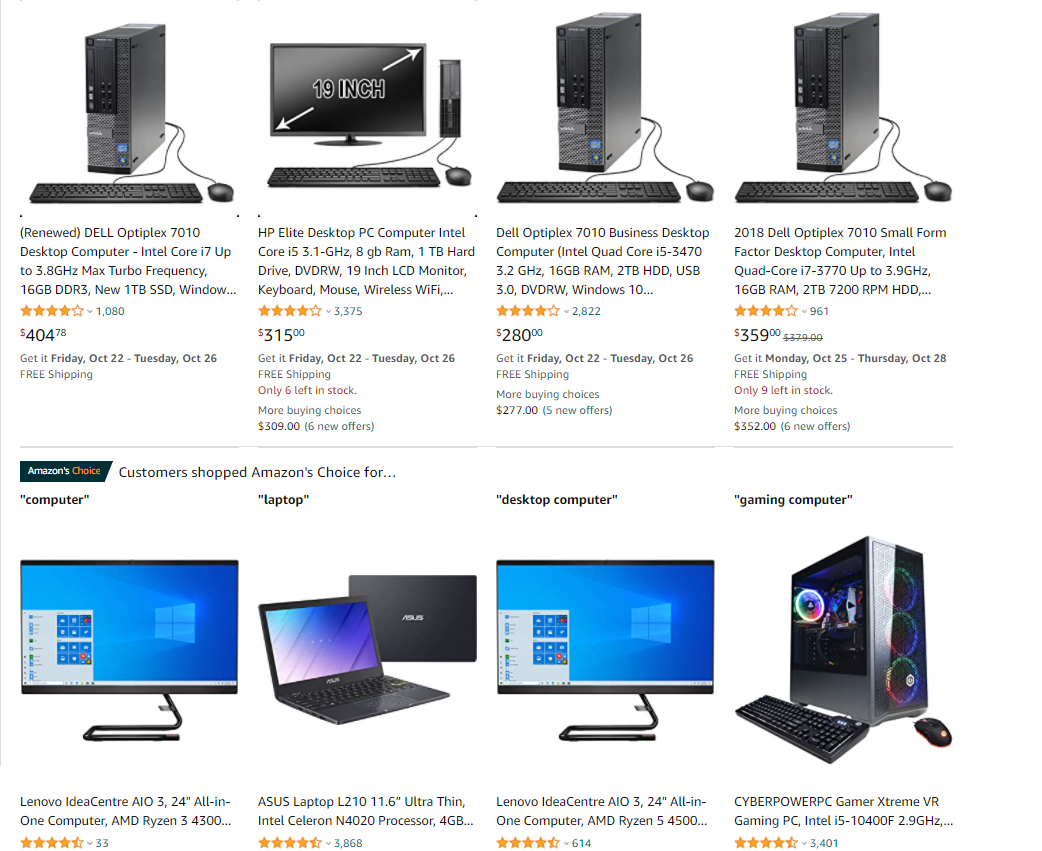 19 INCH
DELL
DELL
DELL
(Renewed) DELL Optiplex 7010
Desktop Computer - Intel Core i7 Up
to 3.8GHz Max Turbo Frequency,
16GB DDR3, New 1TB SSD, Window...
1,080
$40478
Get it Friday, Oct 22 - Tuesday, Oct 26
FREE Shipping
HP Elite Desktop PC Computer Intel
Core i5 3.1-GHz, 8 gb Ram, 1 TB Hard
Drive, DVDRW, 19 Inch LCD Monitor,
Keyboard, Mouse, Wireless WiFi,...
3,375
$31500
Get it Friday, Oct 22 - Tuesday, Oct 26
FREE Shipping
Only 6 left in stock.
More buying choices
$309.00 (6 new offers)
Dell Optiplex 7010 Business Desktop
Computer (Intel Quad Core i5-3470
3.2 GHz, 16GB RAM, 2TB HDD, USB
3.0, DVDRW, Windows 10...
2,822
$28000
Get it Friday, Oct 22 - Tuesday, Oct 26
FREE Shipping
More buying choices
$277.00 (5 new offers)
2018 Dell Optiplex 7010 Small Form
Factor Desktop Computer, Intel
Quad-Core i7-3770 Up to 3.9GHz,
16GB RAM, 2TB 7200 RPM HDD,...
961
$35900 $379.00
Get it Monday, Oct 25 - Thursday, Oct 28
FREE Shipping
Only 9 left in stock.
More buying choices
$352.00 (6 new offers)
Amazon's Choice Customers shopped Amazon's Choice for…
"computer"
Lenovo IdeaCentre AIO 3, 24" All-in-
One Computer, AMD Ryzen 3 4300...
33
"laptop"
ASUS
ASUS
ASUS Laptop L210 11.6” Ultra Thin,
Intel Celeron N4020 Processor, 4GB...
3,868
"desktop computer"
Lenovo IdeaCentre AIO 3, 24" All-in-
One Computer, AMD Ryzen 5 4500...
614
"gaming computer"
CYBERPOWERPC Gamer Xtreme VR
Gaming PC, Intel i5-10400F 2.9GHz,...
3,401